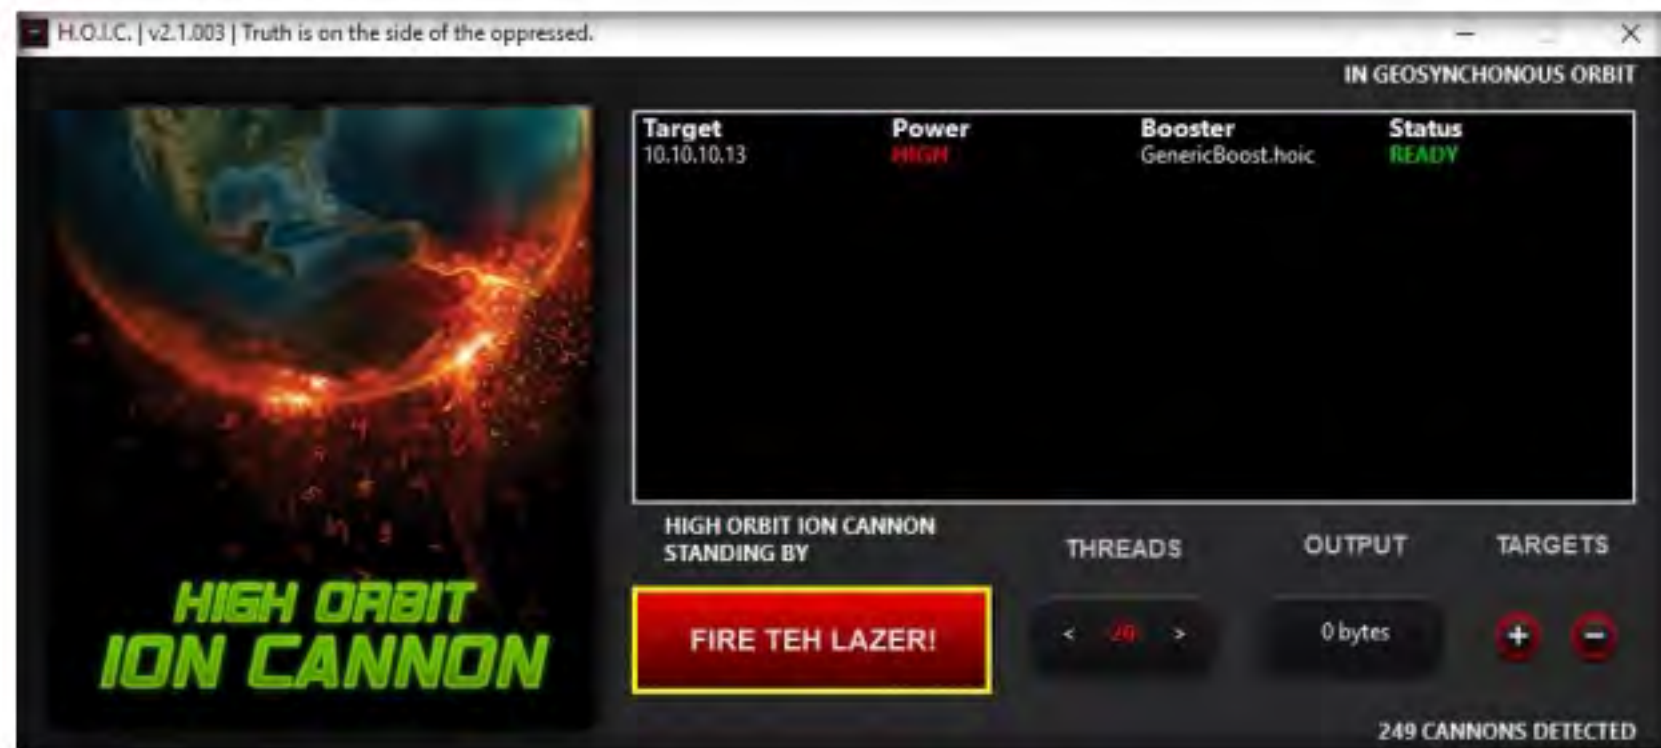 H.O.I.C. | v2.1.003 | Truth is on the side of the oppressed.
IN GEOSYNCHONOUS ORBIT
Target Power Booster Status
10.10.10.13 HIGH GenericBoost.hoic READY
HIGH ORBIT
ION CANNON
HIGH ORBIT ION CANNON
STANDING BY
THREADS OUTPUT TARGETS
FIRE TEH LAZER! < 20 > 0 bytes + -
249 CANNONS DETECTED